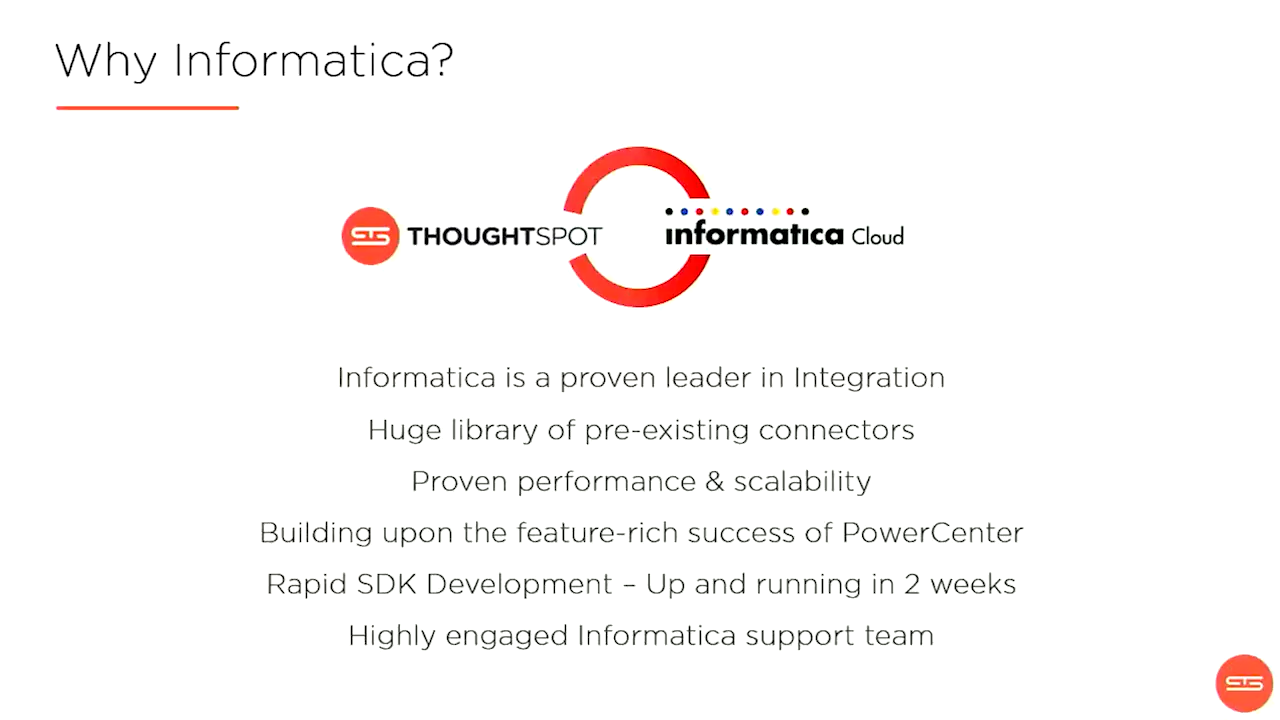 Why Informatica?
THOUGHTSPOT
informatica Cloud
Informatica is a proven leader in Integration
Huge library of pre-existing connectors
Proven performance & scalability
Building upon the feature-rich success of PowerCenter
Rapid SDK Development – Up and running in 2 weeks
Highly engaged Informatica support team